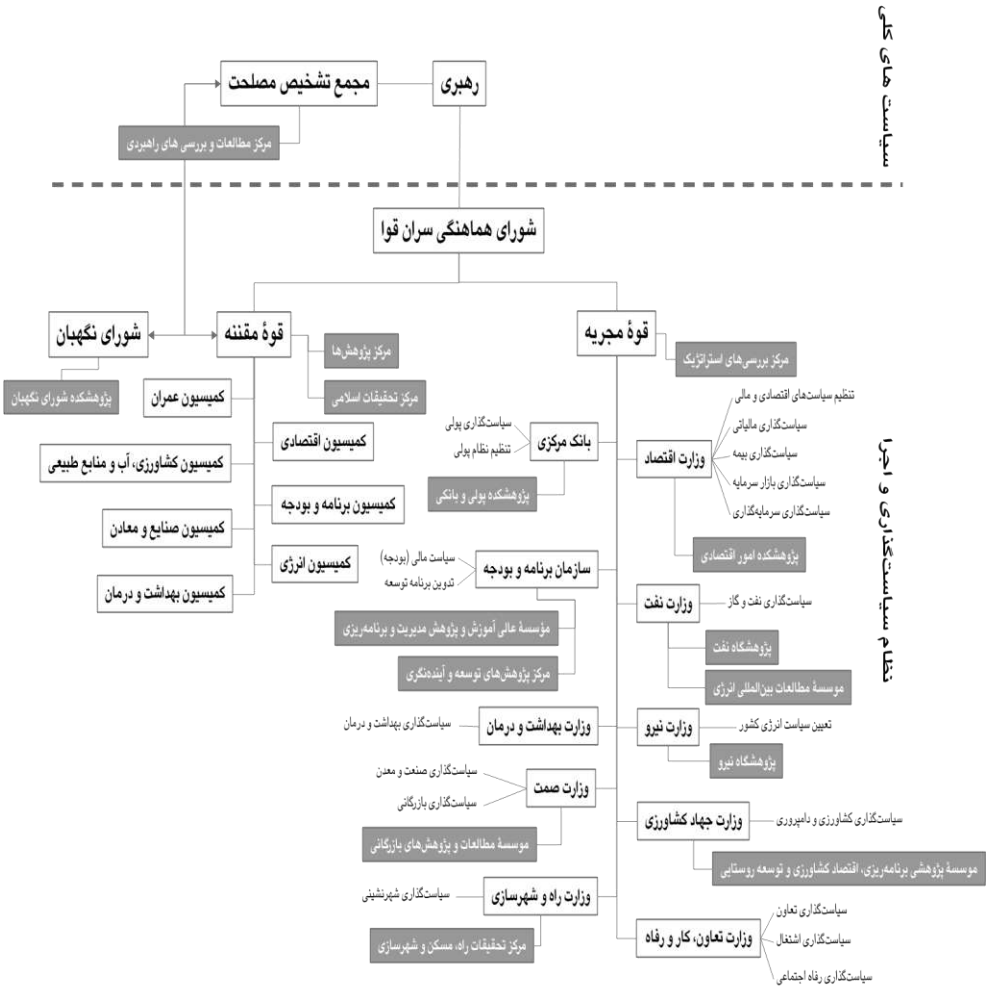 سیاست های کلی
رهبری
مجمع تشخیص مصلحت
مرکز مطالعات و بررسی های راهبردی
شورای هماهنگی سران قوا
نظام سیاست‌گذاری و اجرا
قوهٔ مجریه
مرکز بررسی‌های استراتژیک
وزارت اقتصاد
تنظیم سیاست‌های اقتصادی و مالی
سیاست‌گذاری مالیاتی
سیاست‌گذاری بیمه
سیاست‌گذاری بازار سرمایه
سیاست‌گذاری سرمایه‌گذاری
پژوهشکده امور اقتصادی
وزارت نفت
سیاست‌گذاری نفت و گاز
پژوهشگاه نفت
موسسهٔ مطالعات بین‌المللی انرژی
وزارت نیرو
تعیین سیاست انرژی کشور
پژوهشگاه نیرو
وزارت جهاد کشاورزی
سیاست‌گذاری کشاورزی و دامپروری
موسسهٔ پژوهشی برنامه‌ریزی، اقتصاد کشاورزی و توسعه روستایی
وزارت تعاون، کار و رفاه
سیاست‌گذاری تعاون
سیاست‌گذاری اشتغال
سیاست‌گذاری رفاه اجتماعی
بانک مرکزی
سیاست‌گذاری پولی
تنظیم نظام پولی
پژوهشکده پولی و بانکی
سازمان برنامه و بودجه
سیاست مالی (بودجه)
تدوین برنامه توسعه
مؤسسهٔ عالی آموزش و پژوهش مدیریت و برنامه‌ریزی
مرکز پژوهش‌های توسعه و آینده‌نگری
وزارت بهداشت و درمان
سیاست‌گذاری بهداشت و درمان
وزارت صمت
سیاست‌گذاری صنعت و معدن
سیاست‌گذاری بازرگانی
موسسهٔ مطالعات و پژوهش‌های بازرگانی
وزارت راه و شهرسازی
سیاست‌گذاری شهرنشینی
مرکز تحقیقات راه، مسکن و شهرسازی
قوهٔ مقننه
مرکز پژوهش‌ها
مرکز تحقیقات اسلامی
کمیسیون اقتصادی
کمیسیون برنامه و بودجه
کمیسیون انرژی
کمیسیون عمران
کمیسیون کشاورزی، آب و منابع طبیعی
کمیسیون صنایع و معادن
کمیسیون بهداشت و درمان
شورای نگهبان
پژوهشکده شورای نگهبان